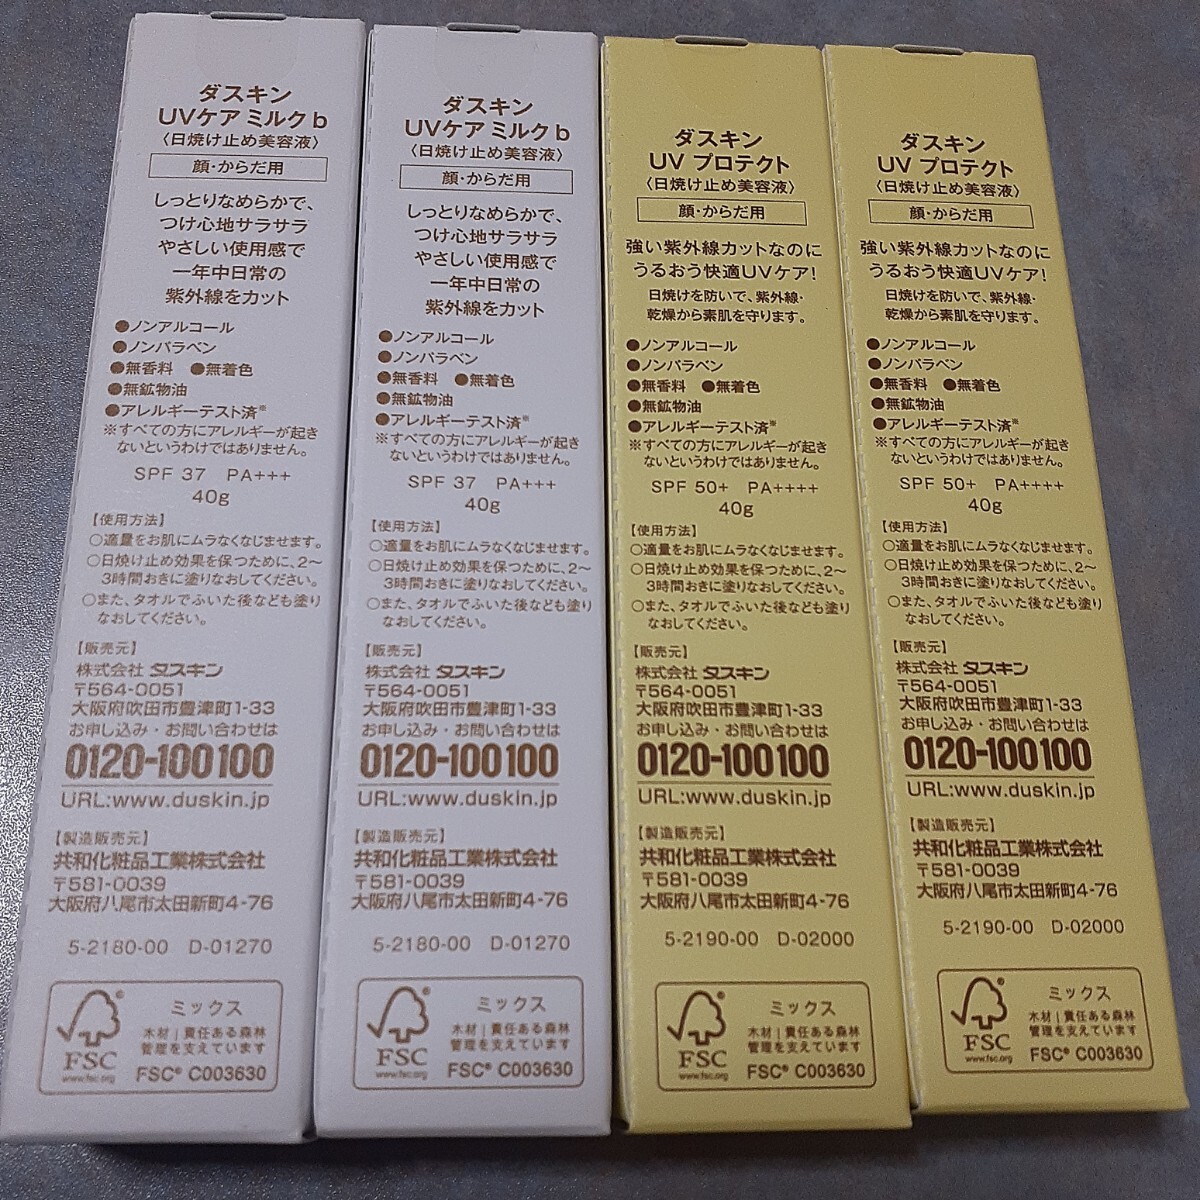 ダスキン
UVケア ミルク b
〈日焼け止め美容液〉
顔・からだ用
しっとりなめらかで、
つけ心地サラサラ
やさしい使用感で
一年中日常の
紫外線をカット
●ノンアルコール
●ノンパラベン
●無香料 ●無着色
●無鉱物油
●アレルギーテスト済※
※すべての方にアレルギーが起き
ないというわけではありません。
SPF 37 PA+++
40g
【使用方法】
○適量をお肌にムラなくなじませます。
○日焼け止め効果を保つために、2〜
3時間おきに塗りなおしてください。
○また、タオルでふいた後なども塗り
なおしてください。
【販売元】
株式会社 ダスキン
〒564-0051
大阪府吹田市豊津町1-33
お申し込み・お問い合わせは
0120-100100
URL:www.duskin.jp
【製造販売元】
共和化粧品工業株式会社
〒581-0039
大阪府八尾市太田新町4-76
5-2180-00 D-01270
FSC®
www.fsc.org
ミックス
木材|責任ある森林
管理を支えています
FSC® C003630
ダスキン
UVケア ミルク b
〈日焼け止め美容液〉
顔・からだ用
しっとりなめらかで、
つけ心地サラサラ
やさしい使用感で
一年中日常の
紫外線をカット
●ノンアルコール
●ノンパラベン
●無香料 ●無着色
●無鉱物油
●アレルギーテスト済※
※すべての方にアレルギーが起き
ないというわけではありません。
SPF 37 PA+++
40g
【使用方法】
○適量をお肌にムラなくなじませます。
○日焼け止め効果を保つために、2〜
3時間おきに塗りなおしてください。
○また、タオルでふいた後なども塗り
なおしてください。
【販売元】
株式会社 ダスキン
〒564-0051
大阪府吹田市豊津町1-33
お申し込み・お問い合わせは
0120-100100
URL:www.duskin.jp
【製造販売元】
共和化粧品工業株式会社
〒581-0039
大阪府八尾市太田新町4-76
5-2180-00 D-01270
FSC®
www.fsc.org
ミックス
木材|責任ある森林
管理を支えています
FSC® C003630
ダスキン
UV プロテクト
〈日焼け止め美容液〉
顔・からだ用
強い紫外線カットなのに
うるおう快適UVケア!
日焼けを防いで、紫外線・
乾燥から素肌を守ります。
●ノンアルコール
●ノンパラベン
●無香料 ●無着色
●無鉱物油
●アレルギーテスト済※
※すべての方にアレルギーが起き
ないというわけではありません。
SPF 50+ PA++++
40g
【使用方法】
○適量をお肌にムラなくなじませます。
○日焼け止め効果を保つために、2〜
3時間おきに塗りなおしてください。
○また、タオルでふいた後なども塗り
なおしてください。
【販売元】
株式会社 ダスキン
〒564-0051
大阪府吹田市豊津町1-33
お申し込み・お問い合わせは
0120-100100
URL:www.duskin.jp
【製造販売元】
共和化粧品工業株式会社
〒581-0039
大阪府八尾市太田新町4-76
5-2190-00 D-02000
FSC®
www.fsc.org
ミックス
木材|責任ある森林
管理を支えています
FSC® C003630
ダスキン
UV プロテクト
〈日焼け止め美容液〉
顔・からだ用
強い紫外線カットなのに
うるおう快適UVケア!
日焼けを防いで、紫外線・
乾燥から素肌を守ります。
●ノンアルコール
●ノンパラベン
●無香料 ●無着色
●無鉱物油
●アレルギーテスト済※
※すべての方にアレルギーが起き
ないというわけではありません。
SPF 50+ PA++++
40g
【使用方法】
○適量をお肌にムラなくなじませます。
○日焼け止め効果を保つために、2〜
3時間おきに塗りなおしてください。
○また、タオルでふいた後なども塗り
なおしてください。
【販売元】
株式会社 ダスキン
〒564-0051
大阪府吹田市豊津町1-33
お申し込み・お問い合わせは
0120-100100
URL:www.duskin.jp
【製造販売元】
共和化粧品工業株式会社
〒581-0039
大阪府八尾市太田新町4-76
5-2190-00 D-02000
FSC®
www.fsc.org
ミックス
木材|責任ある森林
管理を支えています
FSC® C003630